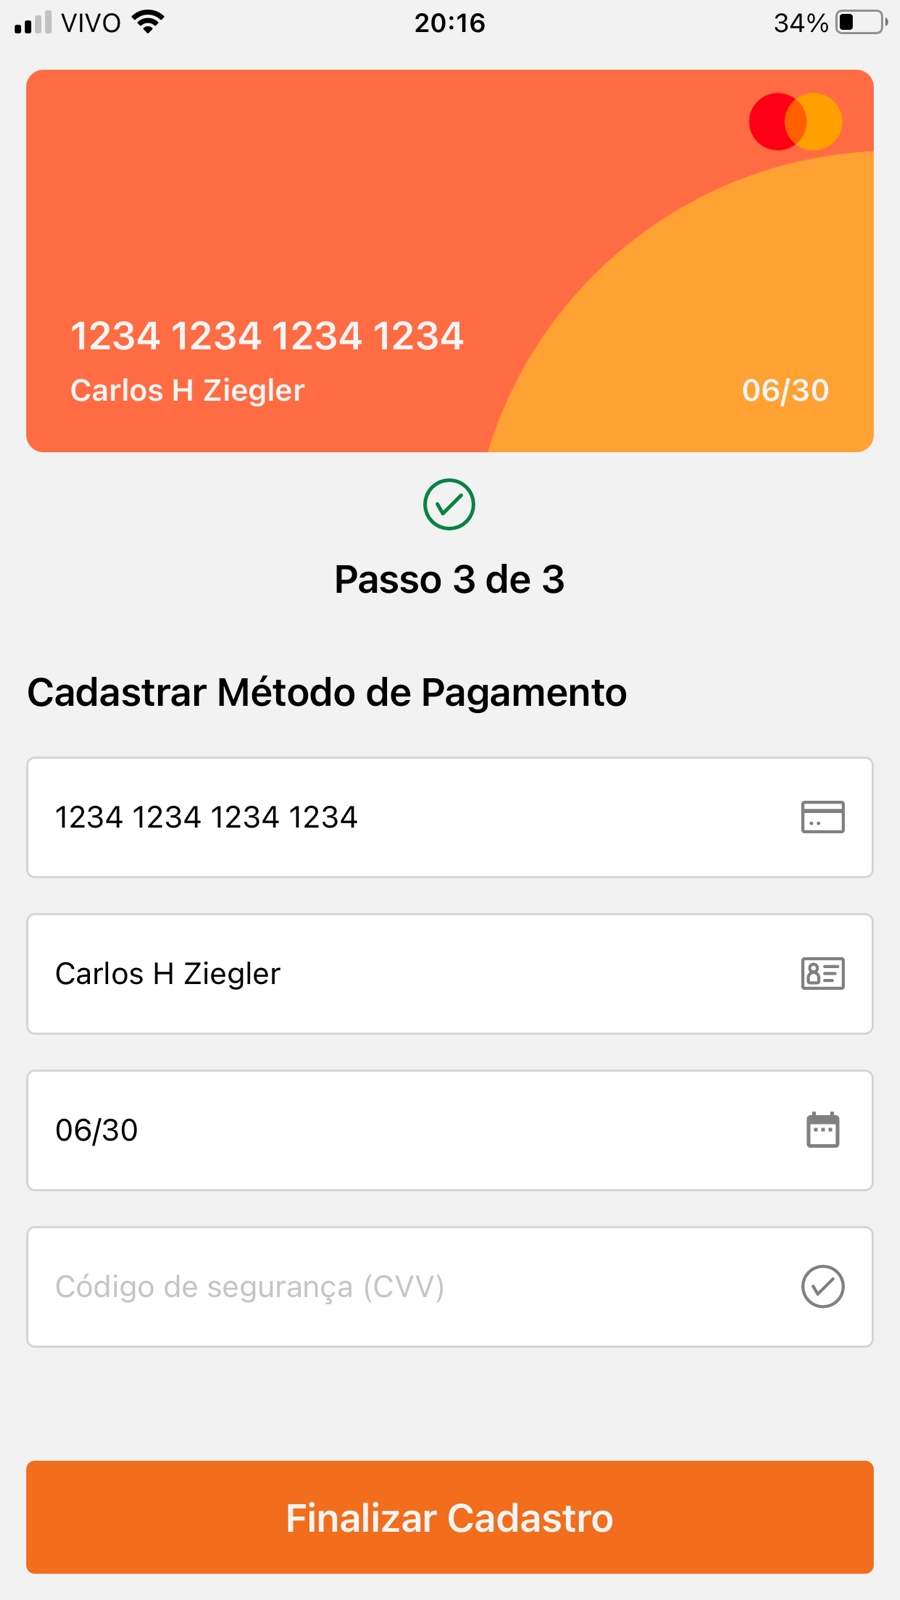 VIVO 20:16 34%
1234 1234 1234 1234
Carlos H Ziegler 06/30
Passo 3 de 3
Cadastrar Método de Pagamento
1234 1234 1234 1234
Carlos H Ziegler
06/30
Código de segurança (CVV)
Finalizar Cadastro